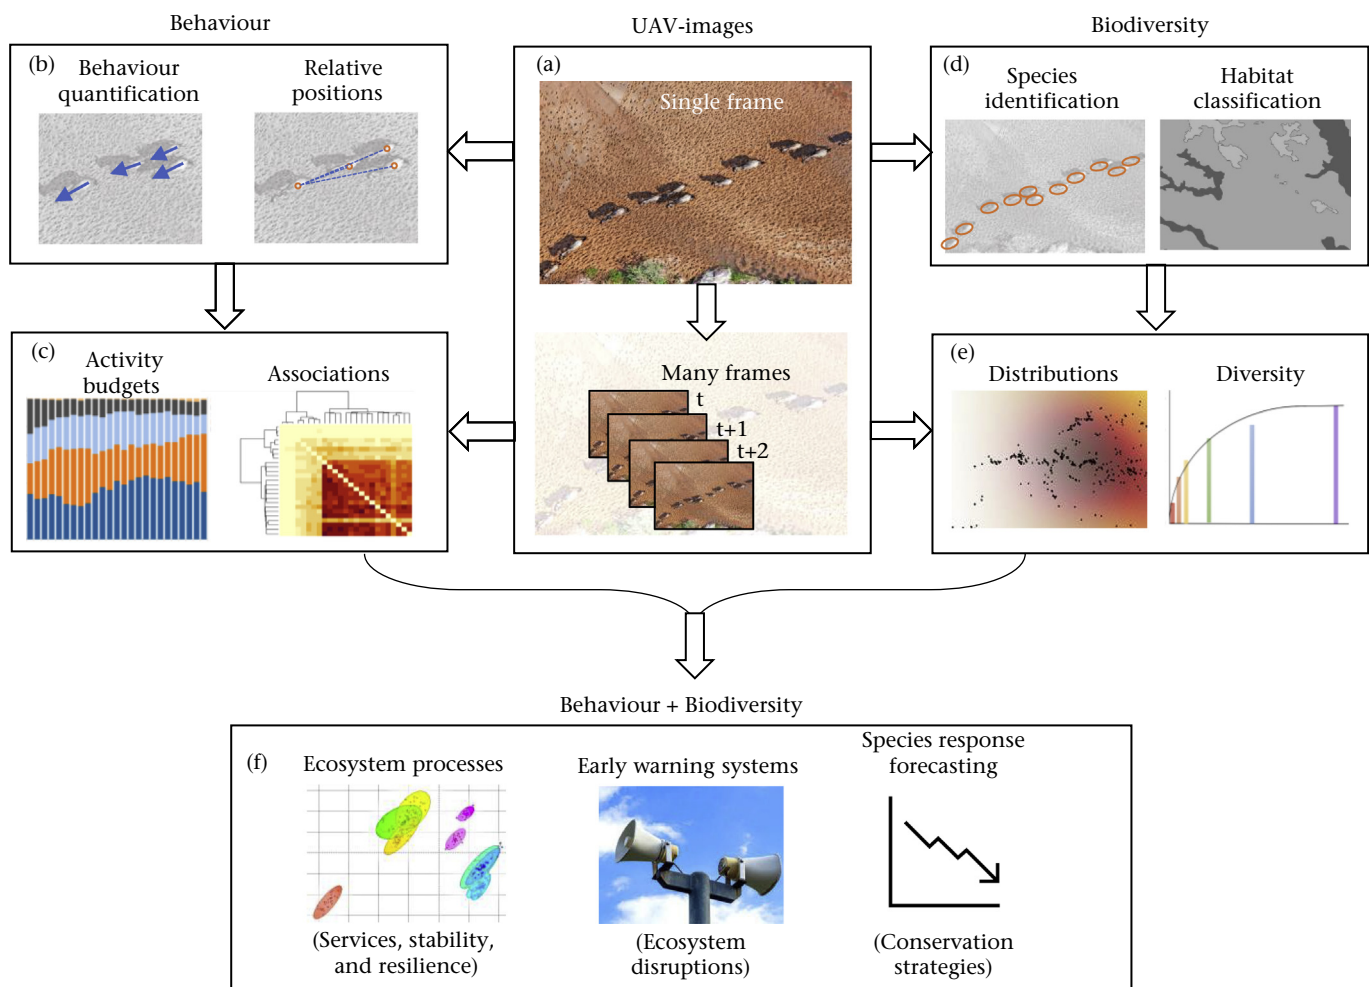 Behaviour
UAV-images
Biodiversity
(b)
Behaviour
quantification
Relative
positions
(a)
Single frame
(d)
Species
identification
Habitat
classification
(c)
Activity
budgets
Associations
Many frames
t
t+1
t+2
(e)
Distributions
Diversity
Behaviour + Biodiversity
(f)
Ecosystem processes
(Services, stability,
and resilience)
Early warning systems
(Ecosystem
disruptions)
Species response
forecasting
(Conservation
strategies)